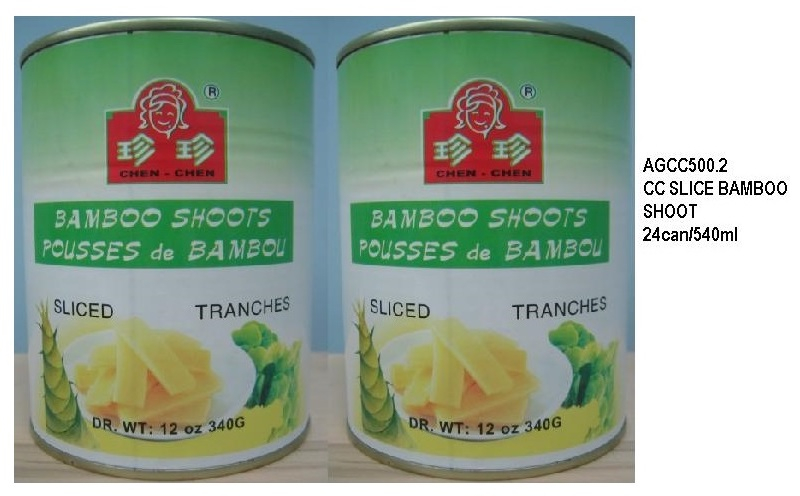 ®
珍 珍
CHEN - CHEN
BAMBOO SHOOTS
POUSSES de BAMBOU
SLICED TRANCHES
DR. WT: 12 oz 340G
®
珍 珍
CHEN - CHEN
BAMBOO SHOOTS
POUSSES de BAMBOU
SLICED TRANCHES
DR. WT: 12 oz 340G
AGCC500.2
CC SLICE BAMBOO
SHOOT
24can/540ml